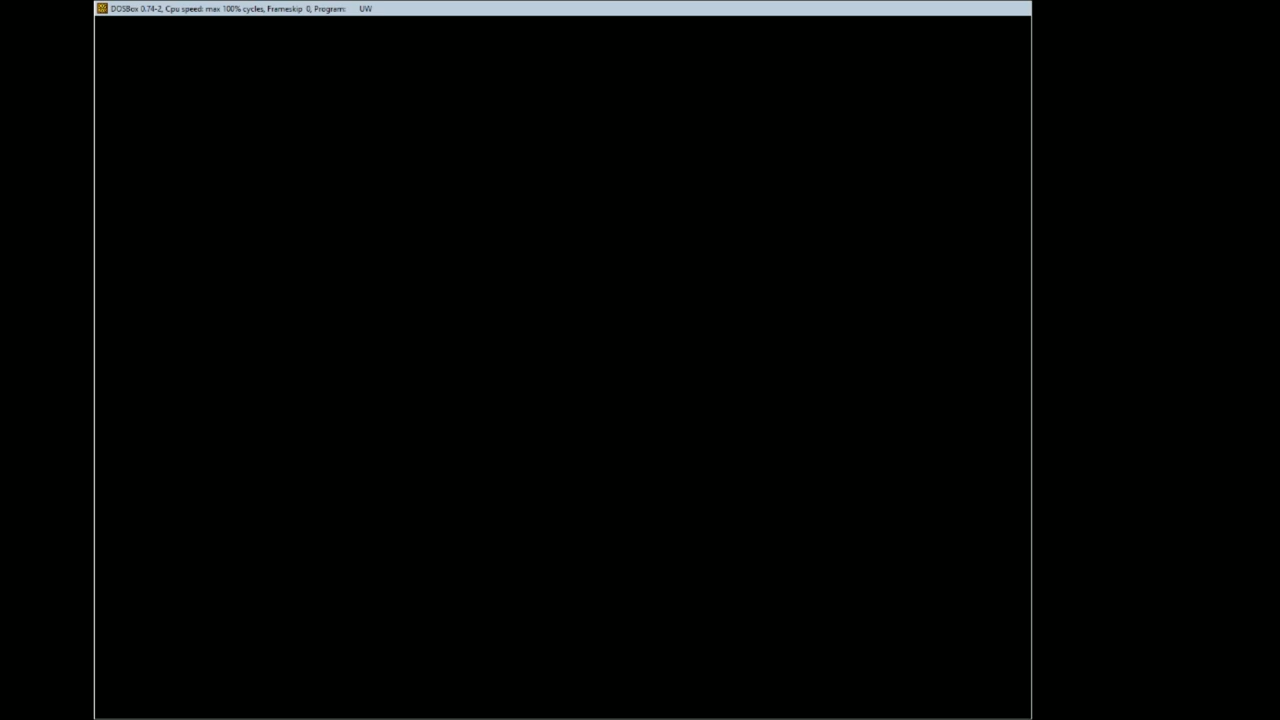 DOSBox 0.74-2, Cpu speed: max 100% cycles, Frameskip 0, Program: UW